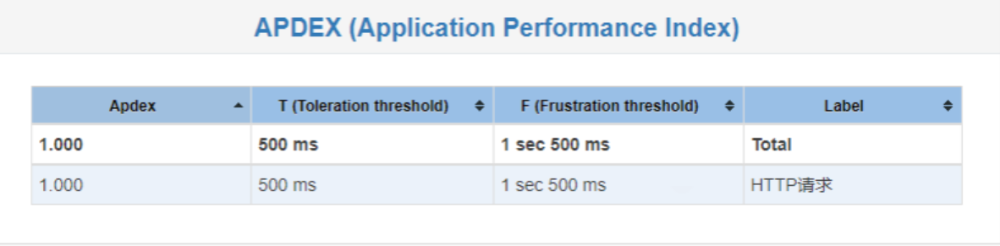 APDEX (Application Performance Index)
Apdex T (Toleration threshold) F (Frustration threshold) Label
1.000 500 ms 1 sec 500 ms Total
1.000 500 ms 1 sec 500 ms HTTP请求